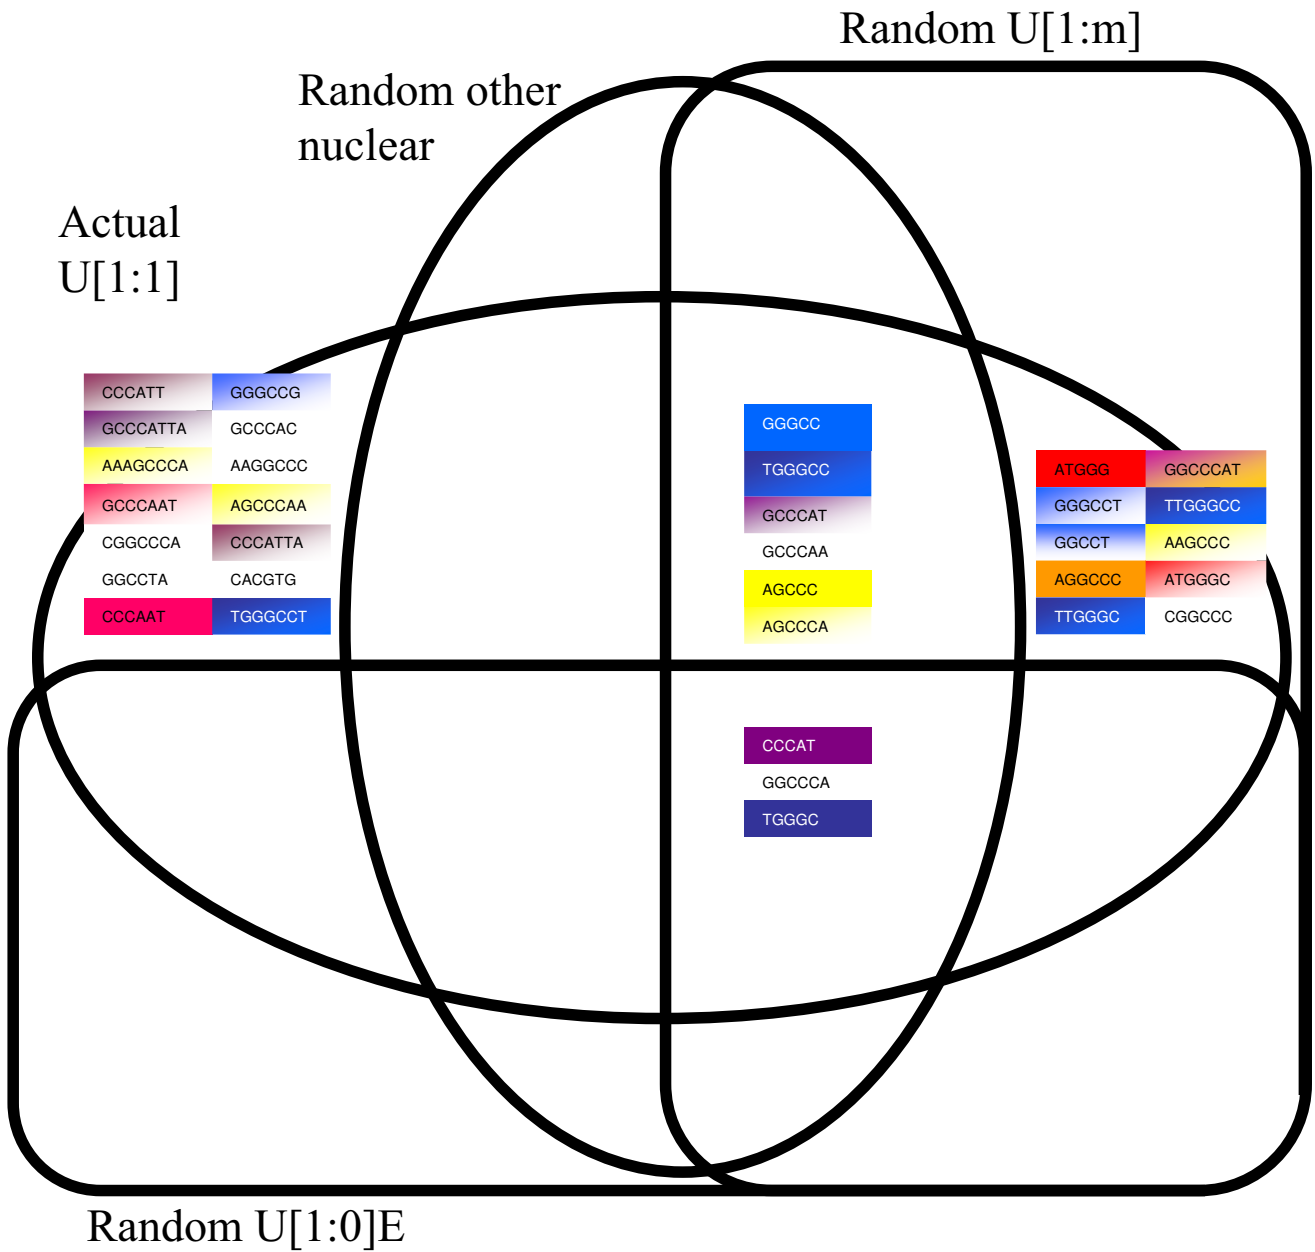 Random U[1:m]
Random other
nuclear
Actual
U[1:1]
CCCATT GGGCCG
GCCCATTA GCCCAC
AAAGCCCA AAGGCCC
GCCCAAT AGCCCAA
CGGCCCA CCCATTA
GGCCTA CACGTG
CCCAAT TGGGCCT
GGGCC
TGGGCC
GCCCAT
GCCCAA
AGCCC
AGCCCA
ATGGG GGCCCAT
GGGCCT TTGGGCC
GGCCT AAGCCC
AGGCCC ATGGGC
TTGGGC CGGCCC
CCCAT
GGCCCA
TGGGC
Random U[1:0]E